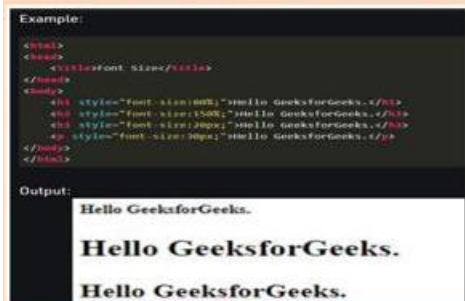 Example:
<html>
<head>
<title>Font Size</title>
</head>
<body>
<h1 style="font-size:60%;">Hello GeeksforGeeks.</h1>
<h2 style="font-size:150%;">Hello GeeksforGeeks.</h2>
<h3 style="font-size:20px;">Hello GeeksforGeeks.</h3>
<p style="font-size:30px;">Hello GeeksforGeeks.</p>
</body>
</html>
Output:
Hello GeeksforGeeks.
Hello GeeksforGeeks.
Hello GeeksforGeeks.